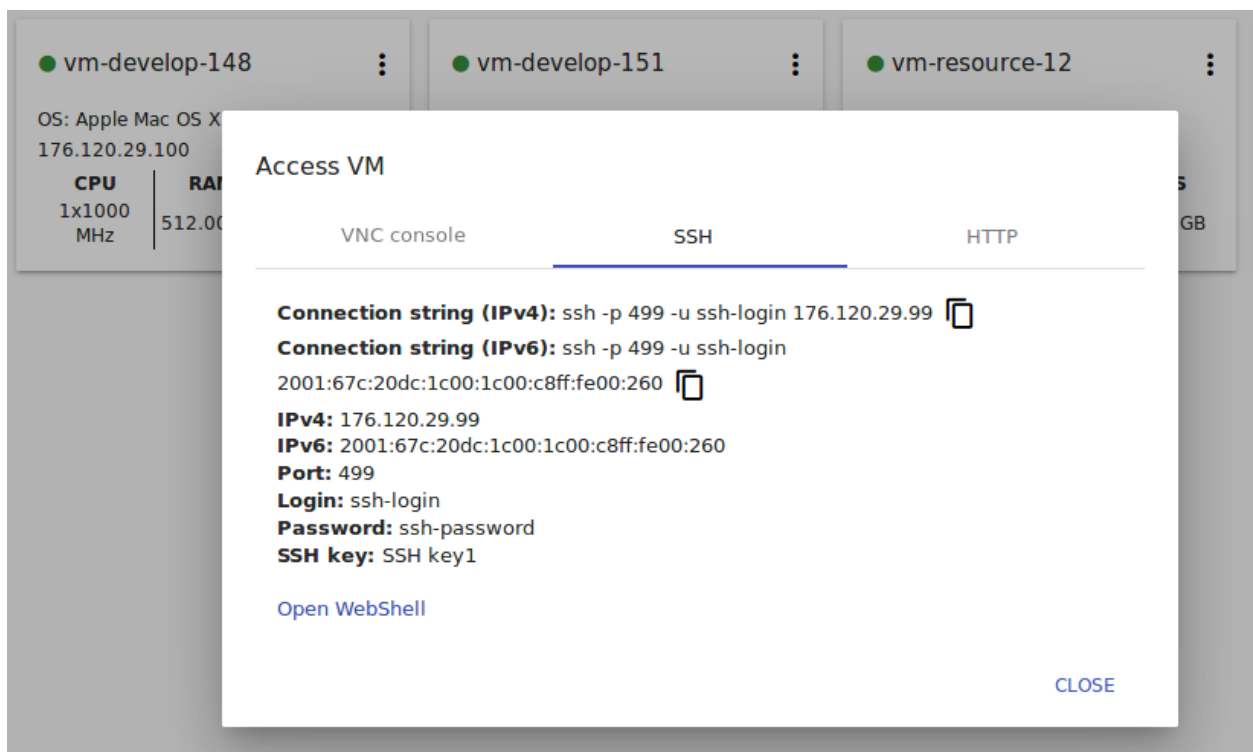 vm-develop-148
vm-develop-151
vm-resource-12
OS: Apple Mac OS X
176.120.29.100
CPU
1x1000
MHz
512.00
GB
Access VM
VNC console SSH HTTP
Connection string (IPv4): ssh -p 499 -u ssh-login 176.120.29.99
Connection string (IPv6): ssh -p 499 -u ssh-login
2001:67c:20dc:1c00:1c00:c8ff:fe00:260
IPv4: 176.120.29.99
IPv6: 2001:67c:20dc:1c00:1c00:c8ff:fe00:260
Port: 499
Login: ssh-login
Password: ssh-password
SSH key: SSH key1
Open WebShell
CLOSE